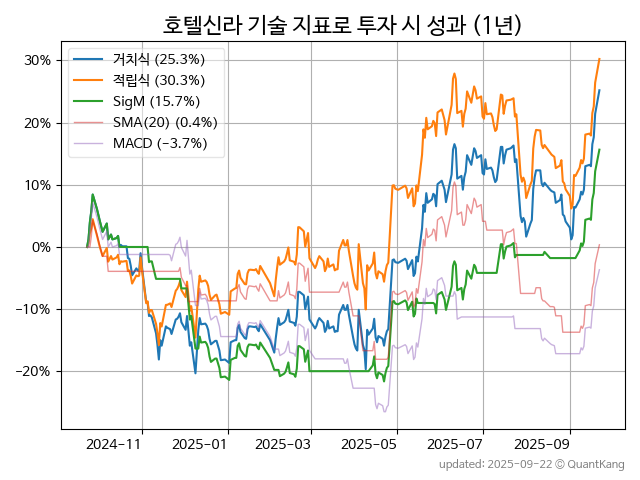 호텔신라 기술 지표로 투자 시 성과 (1년)
거치식 (25.3%)
적립식 (30.3%)
SigM (15.7%)
SMA(20) (0.4%)
MACD (−3.7%)
30%
20%
10%
0%
−10%
−20%
2024-11
2025-01
2025-03
2025-05
2025-07
2025-09
updated: 2025-09-22 © QuantKang